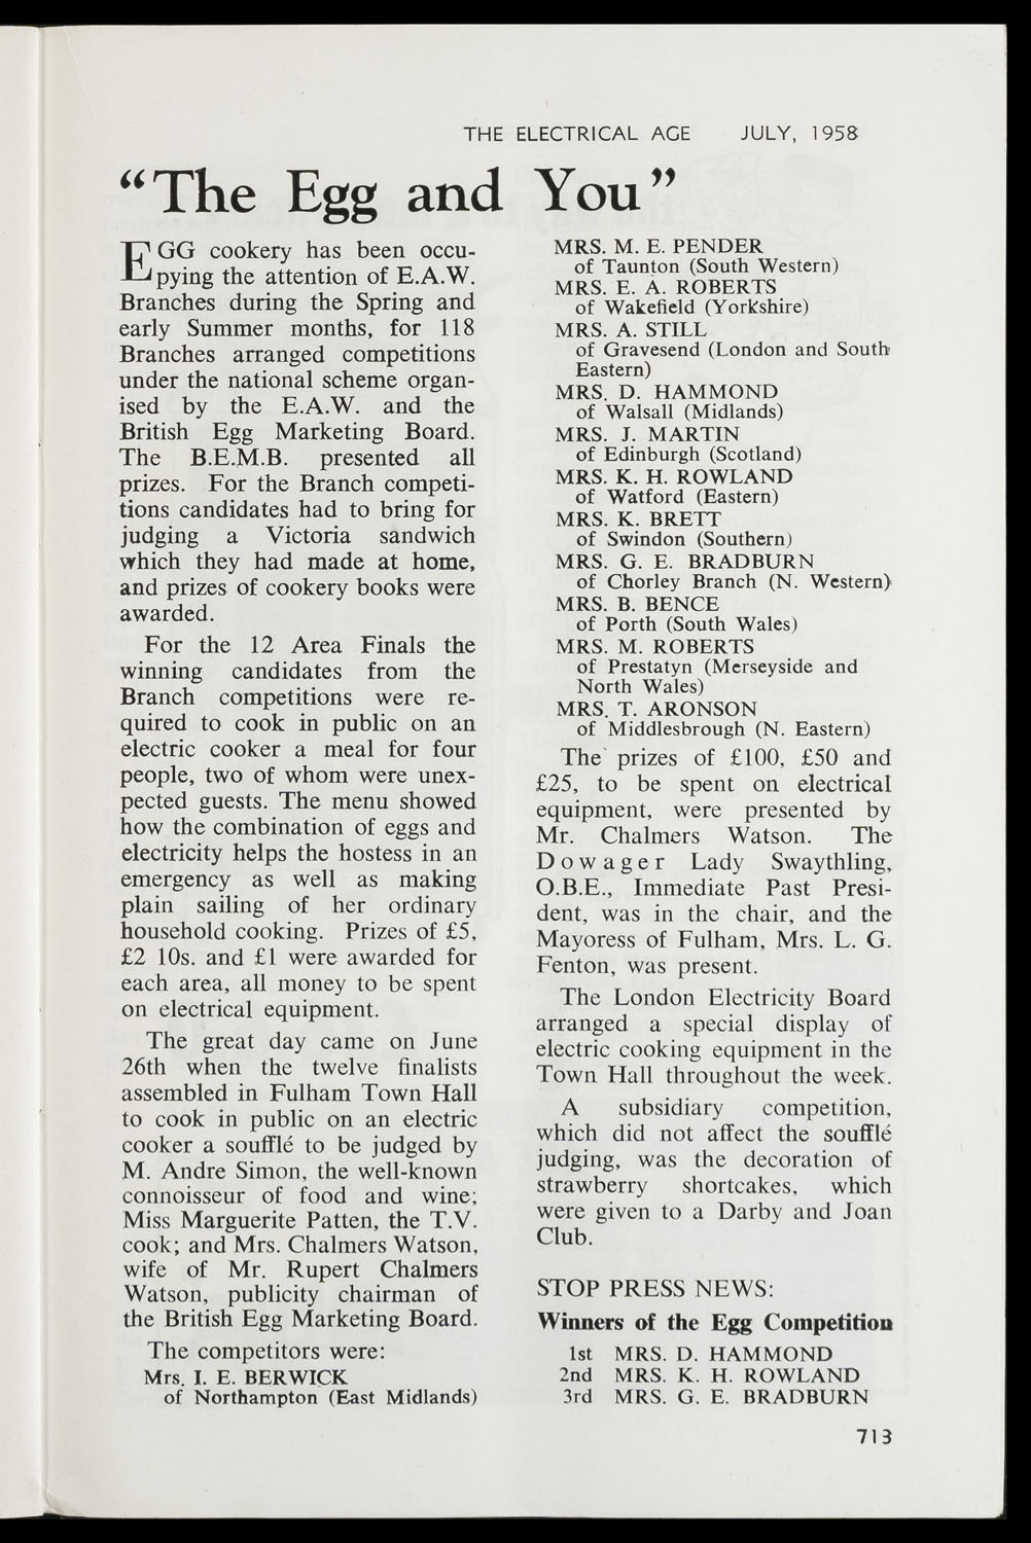 THE ELECTRICAL AGE JULY, 1958
"The Egg and You"
EGG cookery has been occu-
pying the attention of E.A.W.
Branches during the Spring and
early Summer months, for 118
Branches arranged competitions
under the national scheme organ-
ised by the E.A.W. and the
British Egg Marketing Board.
The B.E.M.B. presented all
prizes. For the Branch competi-
tions candidates had to bring for
judging a Victoria sandwich
which they had made at home,
and prizes of cookery books were
awarded.
For the 12 Area Finals the
winning candidates from the
Branch competitions were re-
quired to cook in public on an
electric cooker a meal for four
people, two of whom were unex-
pected guests. The menu showed
how the combination of eggs and
electricity helps the hostess in an
emergency as well as making
plain sailing of her ordinary
household cooking. Prizes of £5,
£2 10s. and £1 were awarded for
each area, all money to be spent
on electrical equipment.
The great day came on June
26th when the twelve finalists
assembled in Fulham Town Hall
to cook in public on an electric
cooker a soufflé to be judged by
M. Andre Simon, the well-known
connoisseur of food and wine;
Miss Marguerite Patten, the T.V.
cook; and Mrs. Chalmers Watson,
wife of Mr. Rupert Chalmers
Watson, publicity chairman of
the British Egg Marketing Board.
The competitors were:
Mrs. I. E. BERWICK
of Northampton (East Midlands)
MRS. M. E. PENDER
of Taunton (South Western)
MRS. E. A. ROBERTS
of Wakefield (Yorkshire)
MRS. A. STILL
of Gravesend (London and South
Eastern)
MRS. D. HAMMOND
of Walsall (Midlands)
MRS. J. MARTIN
of Edinburgh (Scotland)
MRS. K. H. ROWLAND
of Watford (Eastern)
MRS. K. BRETT
of Swindon (Southern)
MRS. G. E. BRADBURN
of Chorley Branch (N. Western)
MRS. B. BENCE
of Porth (South Wales)
MRS. M. ROBERTS
of Prestatyn (Merseyside and
North Wales)
MRS. T. ARONSON
of Middlesbrough (N. Eastern)
The prizes of £100, £50 and
£25, to be spent on electrical
equipment, were presented by
Mr. Chalmers Watson. The
Dowager Lady Swaythling,
O.B.E., Immediate Past Presi-
dent, was in the chair, and the
Mayoress of Fulham, Mrs. L. G.
Fenton, was present.
The London Electricity Board
arranged a special display of
electric cooking equipment in the
Town Hall throughout the week.
A subsidiary competition,
which did not affect the soufflé
judging, was the decoration of
strawberry shortcakes, which
were given to a Darby and Joan
Club.
STOP PRESS NEWS:
Winners of the Egg Competition
1st MRS. D. HAMMOND
2nd MRS. K. H. ROWLAND
3rd MRS. G. E. BRADBURN
713